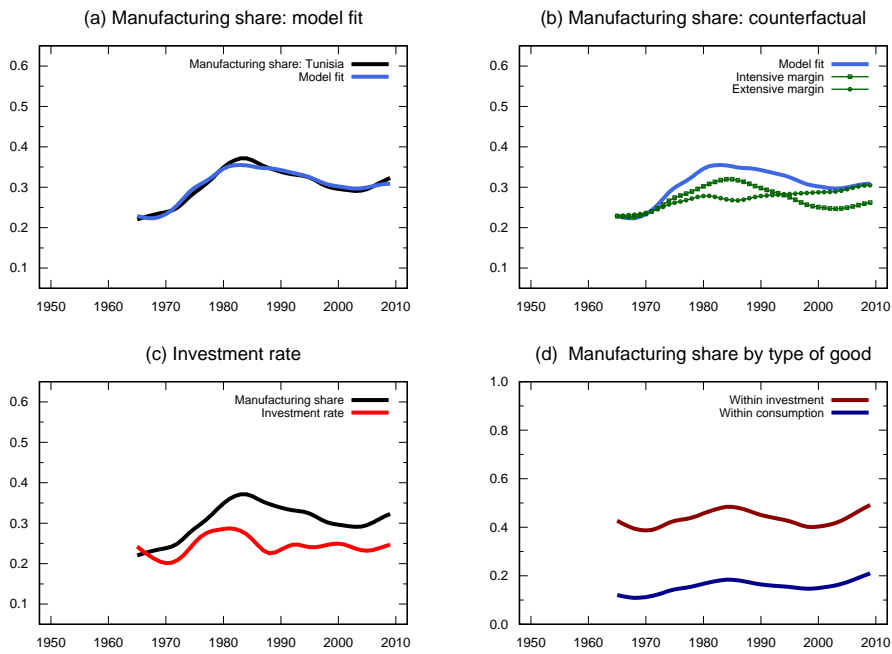 (a) Manufacturing share: model fit
Manufacturing share: Tunisia
Model fit
0.6
0.5
0.4
0.3
0.2
0.1
1950 1960 1970 1980 1990 2000 2010
(b) Manufacturing share: counterfactual
Model fit
Intensive margin
Extensive margin
0.6
0.5
0.4
0.3
0.2
0.1
1950 1960 1970 1980 1990 2000 2010
(c) Investment rate
Manufacturing share
Investment rate
0.6
0.5
0.4
0.3
0.2
0.1
1950 1960 1970 1980 1990 2000 2010
(d) Manufacturing share by type of good
Within investment
Within consumption
1.0
0.8
0.6
0.4
0.2
0.0
1950 1960 1970 1980 1990 2000 2010